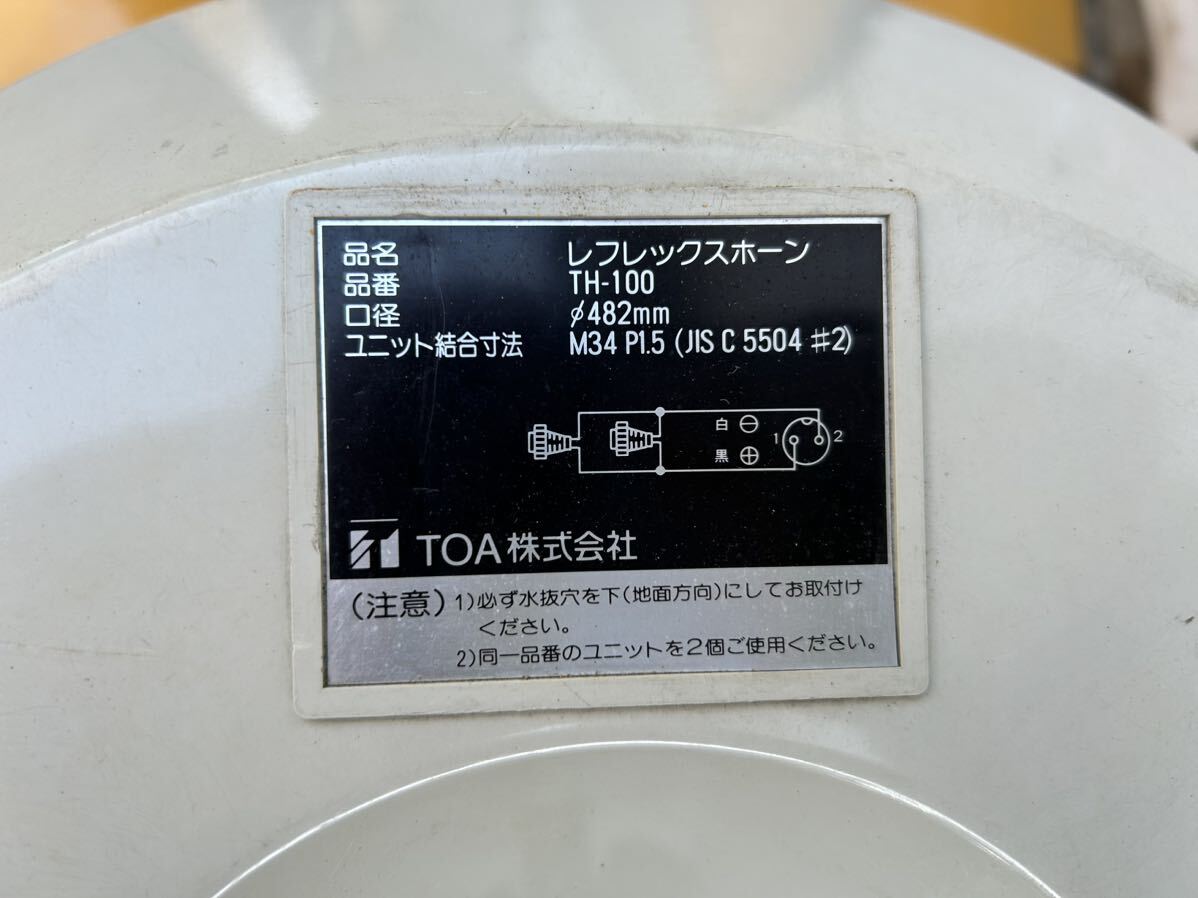 品名 レフレックスホーン
品番 TH-100
口径 φ482mm
ユニット結合寸法 M34 P1.5 (JIS C 5504 #2)
白 ⊖ 1 2
黒 ⊕
TOA 株式会社
(注意) 1)必ず水抜穴を下(地面方向)にしてお取付け
ください。
2)同一品番のユニットを2個ご使用ください。